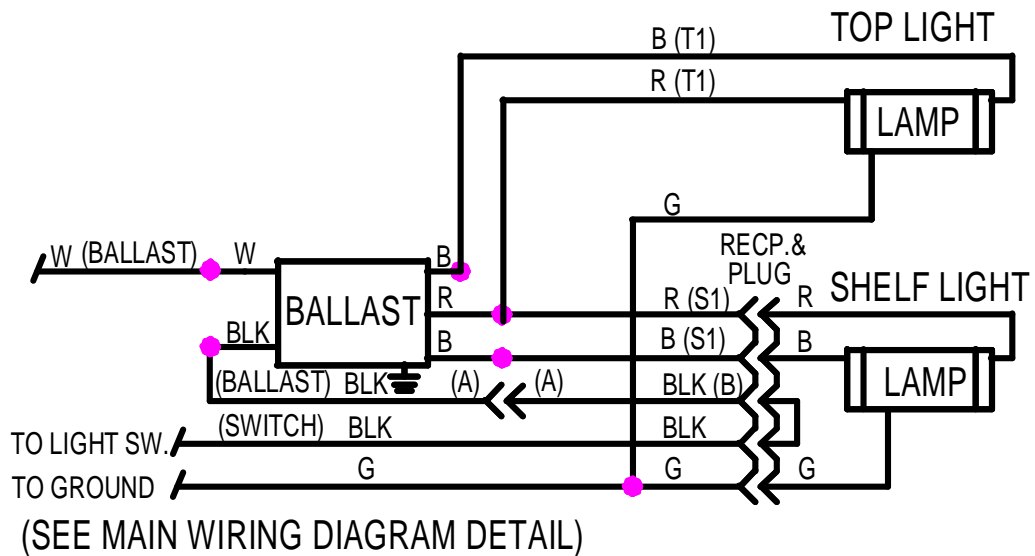 TOP LIGHT
B (T1)
R (T1)
LAMP
G
RECP.&
PLUG
W (BALLAST) W
B
BALLAST
R
R (S1)
R
SHELF LIGHT
BLK
B
B (S1)
B
LAMP
(BALLAST) BLK
(A) (A)
BLK (B)
(SWITCH) BLK
BLK
TO LIGHT SW.
G
G
G
TO GROUND
(SEE MAIN WIRING DIAGRAM DETAIL)